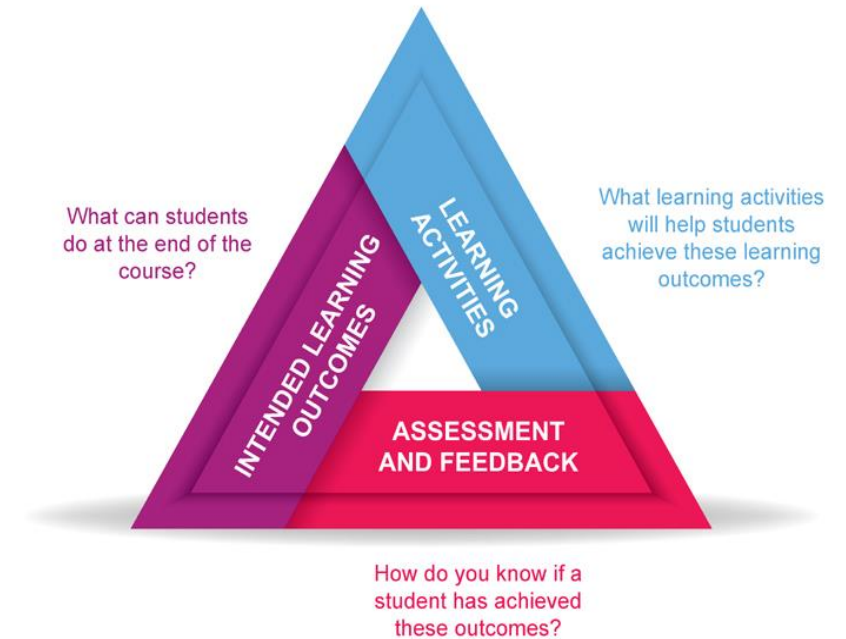 What can students
do at the end of the
course?
INTENDED LEARNING
OUTCOMES
LEARNING
ACTIVITIES
What learning activities
will help students
achieve these learning
outcomes?
ASSESSMENT
AND FEEDBACK
How do you know if a
student has achieved
these outcomes?